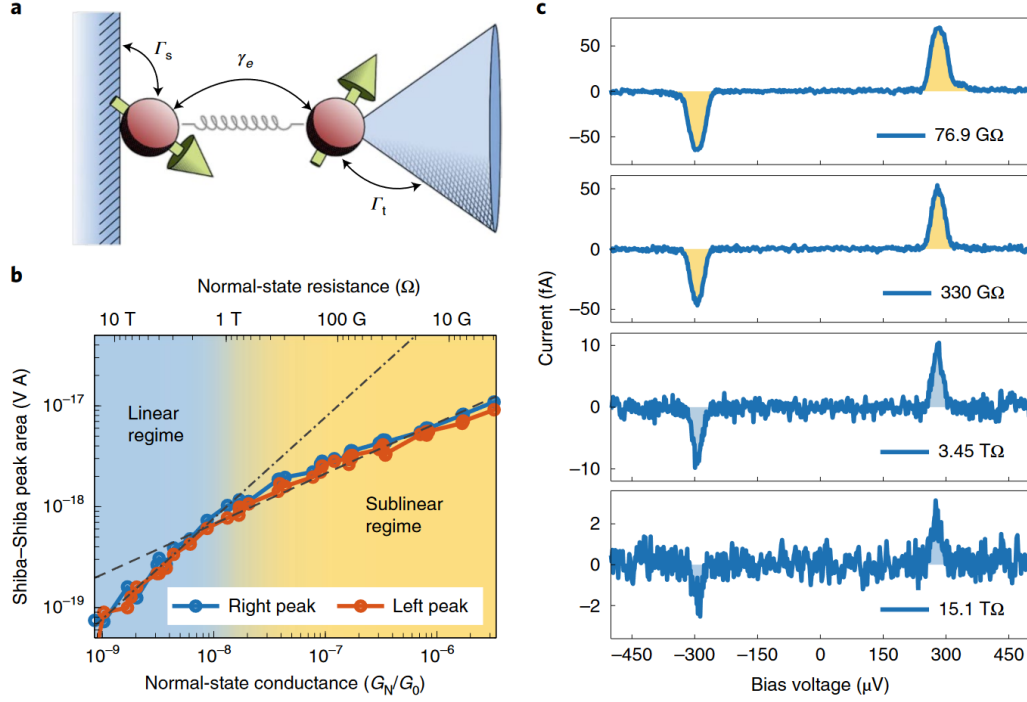 a
Γs
γe
Γt
b
Normal-state resistance (Ω)
10 T 1 T 100 G 10 G
Shiba–Shiba peak area (V A)
10⁻¹⁷
10⁻¹⁸
10⁻¹⁹
Linear
regime
Sublinear
regime
Right peak Left peak
10⁻⁹ 10⁻⁸ 10⁻⁷ 10⁻⁶
Normal-state conductance (GN/G0)
c
Current (fA)
50
0
−50
76.9 GΩ
50
0
−50
330 GΩ
10
0
−10
3.45 TΩ
2
0
−2
15.1 TΩ
−450 −300 −150 0 150 300 450
Bias voltage (μV)